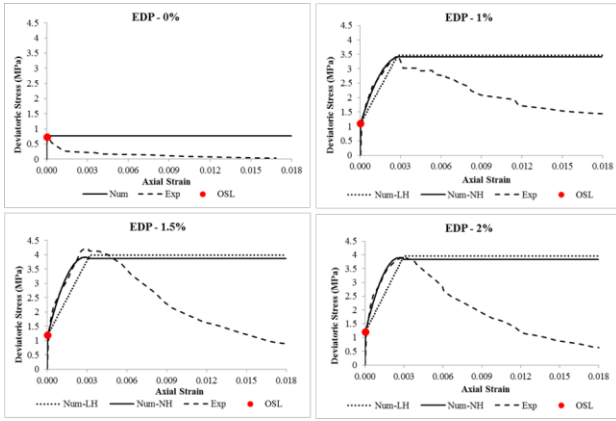 EDP - 0%
Deviatoric Stress (MPa)
4.5
4
3.5
3
2.5
2
1.5
1
0.5
0
0.000 0.003 0.006 0.009 0.012 0.015 0.018
Axial Strain
Num Exp OSL
EDP - 1%
Deviatoric Stress (MPa)
4.5
4
3.5
3
2.5
2
1.5
1
0.5
0
0.000 0.003 0.006 0.009 0.012 0.015 0.018
Axial Strain
Num-LH Num-NH Exp OSL
EDP - 1.5%
Deviatoric Stress (MPa)
4.5
4
3.5
3
2.5
2
1.5
1
0.5
0
0.000 0.003 0.006 0.009 0.012 0.015 0.018
Axial Strain
Num-LH Num-NH Exp OSL
EDP - 2%
Deviatoric Stress (MPa)
4.5
4
3.5
3
2.5
2
1.5
1
0.5
0
0.000 0.003 0.006 0.009 0.012 0.015 0.018
Axial Strain
Num-LH Num-NH Exp OSL